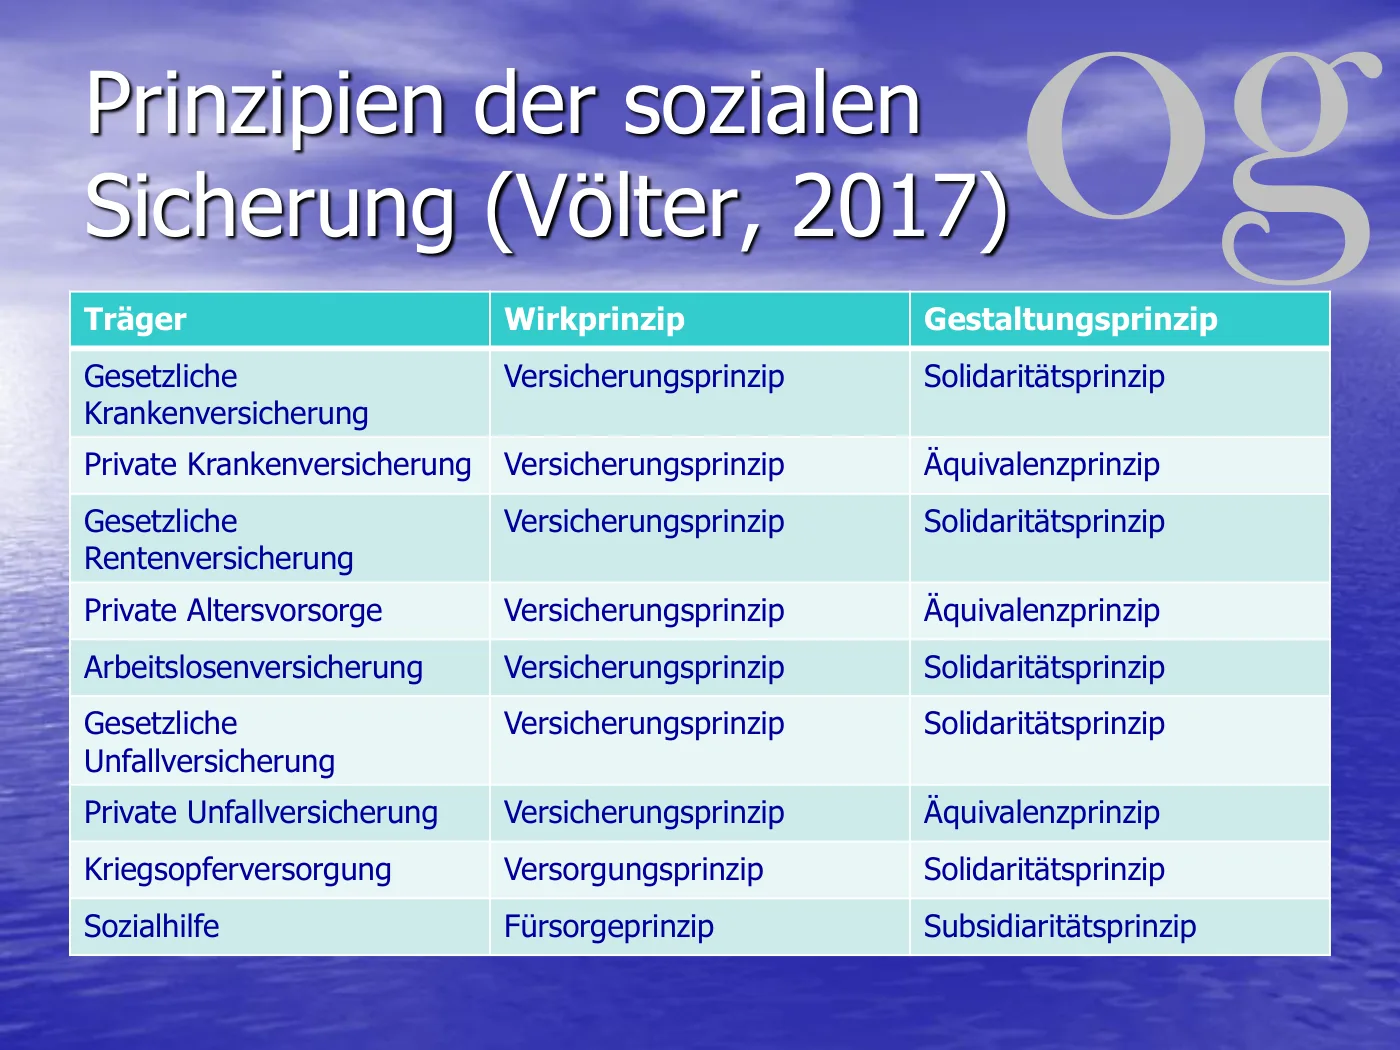 Prinzipien der sozialen
Sicherung (Völter, 2017)
og
Träger Wirkprinzip Gestaltungsprinzip
Gesetzliche Versicherungsprinzip Solidaritätsprinzip
Krankenversicherung
Private Krankenversicherung Versicherungsprinzip Äquivalenzprinzip
Gesetzliche Versicherungsprinzip Solidaritätsprinzip
Rentenversicherung
Private Altersvorsorge Versicherungsprinzip Äquivalenzprinzip
Arbeitslosenversicherung Versicherungsprinzip Solidaritätsprinzip
Gesetzliche Versicherungsprinzip Solidaritätsprinzip
Unfallversicherung
Private Unfallversicherung Versicherungsprinzip Äquivalenzprinzip
Kriegsopferversorgung Versorgungsprinzip Solidaritätsprinzip
Sozialhilfe Fürsorgeprinzip Subsidiaritätsprinzip